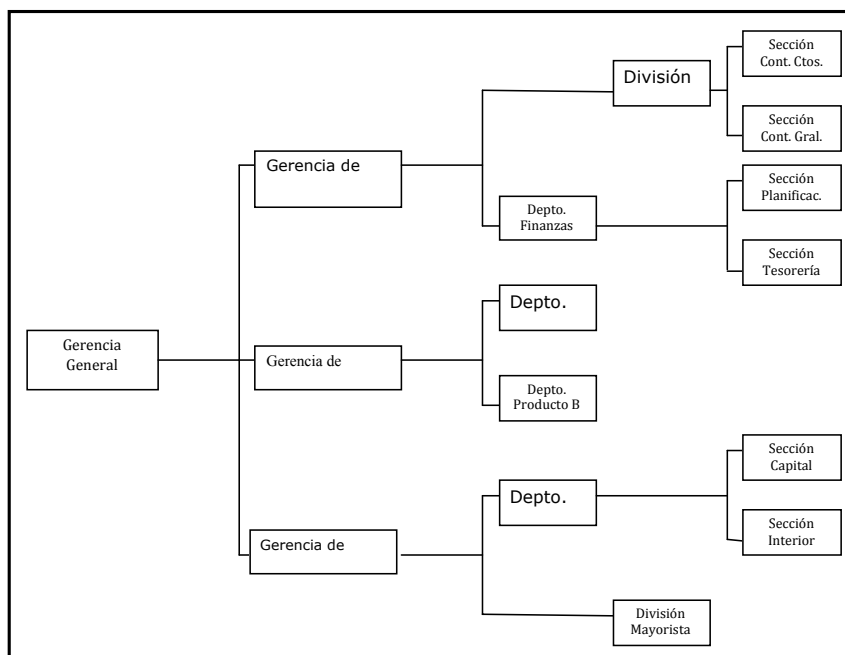 Sección
Cont. Ctos.
División
Sección
Cont. Gral.
Gerencia de
Sección
Planificac.
Depto.
Finanzas
Sección
Tesorería
Depto.
Gerencia
General
Gerencia de
Depto.
Producto B
Sección
Capital
Depto.
Sección
Interior
Gerencia de
División
Mayorista